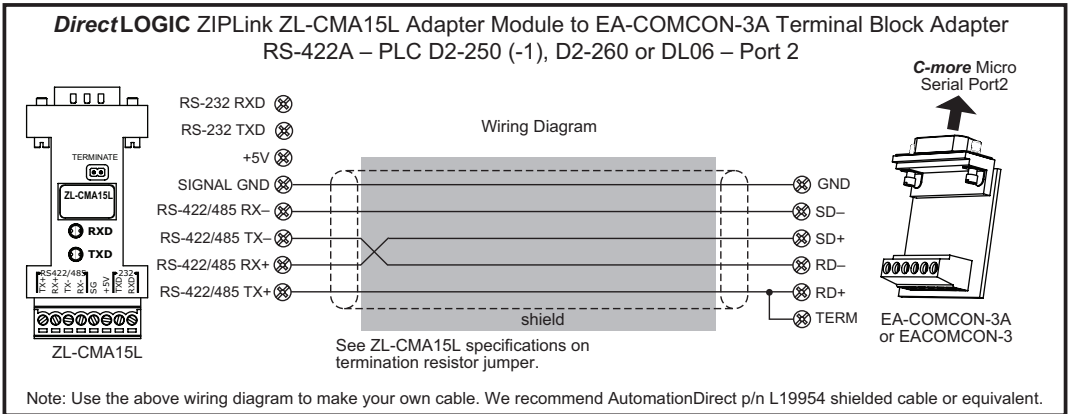 DirectLOGIC ZIPLink ZL-CMA15L Adapter Module to EA-COMCON-3A Terminal Block Adapter
RS-422A – PLC D2-250 (-1), D2-260 or DL06 – Port 2
C-more Micro
Serial Port2
RS-232 RXD
RS-232 TXD
Wiring Diagram
+5V
TERMINATE
SIGNAL GND
GND
ZL-CMA15L
RS-422/485 RX–
SD–
RXD
RS-422/485 TX–
SD+
TXD
RS-422/485 RX+
RD–
RS422/485
232
TX+
RX+
TX-
RX-
SG
+5V
TXD
RXD
RS-422/485 TX+
RD+
shield
TERM
ZL-CMA15L
See ZL-CMA15L specifications on
termination resistor jumper.
EA-COMCON-3A
or EACOMCON-3
Note: Use the above wiring diagram to make your own cable. We recommend AutomationDirect p/n L19954 shielded cable or equivalent.